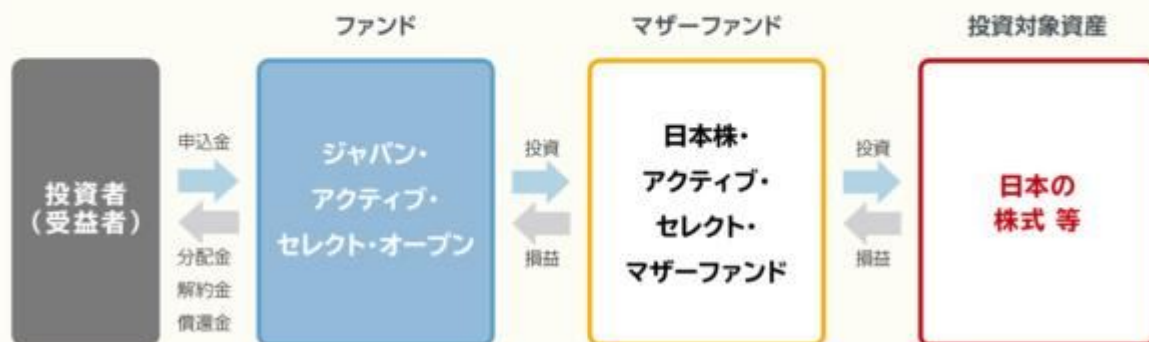 ファンド
マザーファンド
投資対象資産
投資者
（受益者）
申込金
分配金
解約金
償還金
ジャパン・
アクティブ・
セレクト・オープン
投資
損益
日本株・
アクティブ・
セレクト・
マザーファンド
投資
損益
日本の
株式 等